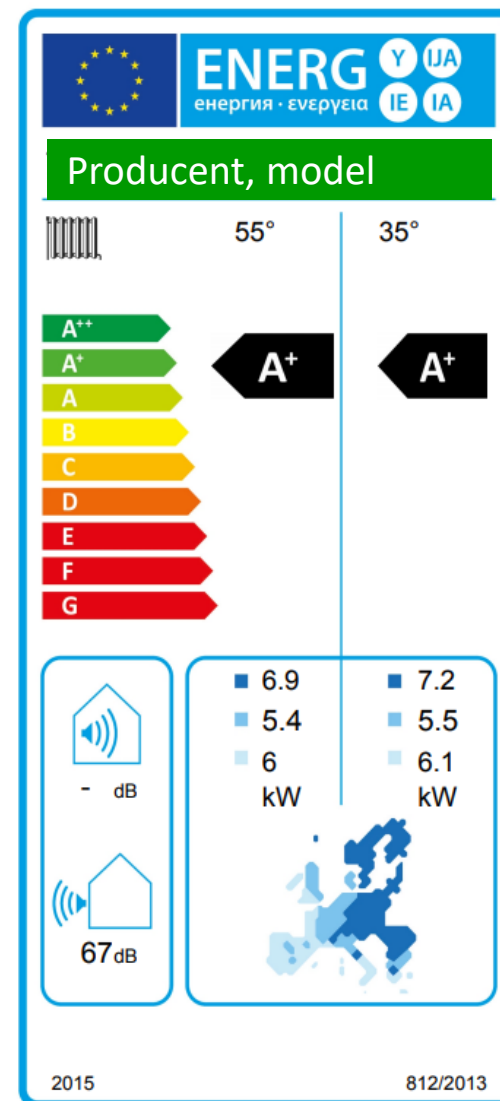 ENERG Y IJA
енергия · ενεργεια IE IA
Producent, model
55° 35°
A++
A+ A+ A+
A
B
C
D
E
F
G
6.9 7.2
5.4 5.5
6 6.1
kW kW
- dB
67dB
2015 812/2013